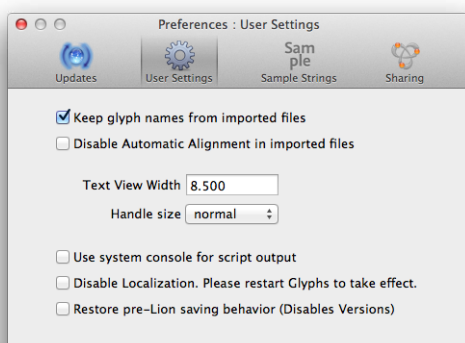 Preferences : User Settings
Sam
ple
Updates User Settings Sample Strings Sharing
Keep glyph names from imported files
Disable Automatic Alignment in imported files
Text View Width 8.500
Handle size normal
Use system console for script output
Disable Localization. Please restart Glyphs to take effect.
Restore pre-Lion saving behavior (Disables Versions)